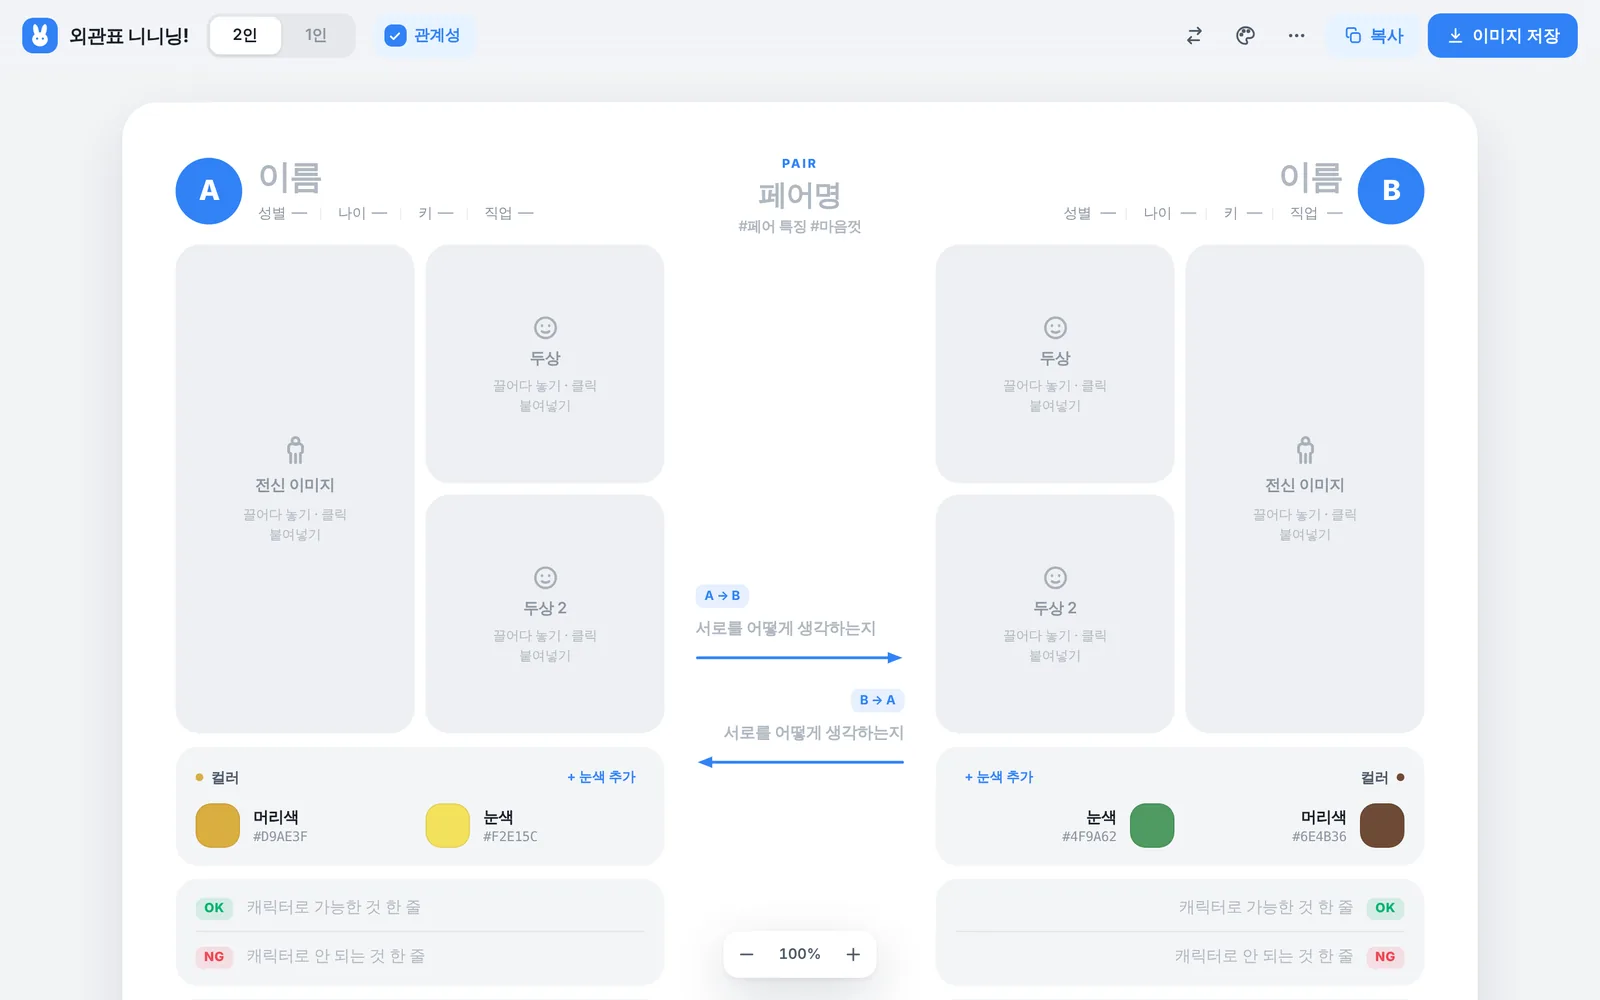 외관표 니니닝!
2인
1인
관계성
복사
이미지 저장
A
이름
성별 — 나이 — 키 — 직업 —
PAIR
페어명
#페어 특징 #마음껏
이름
성별 — 나이 — 키 — 직업 —
B
전신 이미지
끌어다 놓기 · 클릭
붙여넣기
두상
끌어다 놓기 · 클릭
붙여넣기
두상 2
끌어다 놓기 · 클릭
붙여넣기
A → B
서로를 어떻게 생각하는지
B → A
서로를 어떻게 생각하는지
두상
끌어다 놓기 · 클릭
붙여넣기
두상 2
끌어다 놓기 · 클릭
붙여넣기
전신 이미지
끌어다 놓기 · 클릭
붙여넣기
컬러
+ 눈색 추가
머리색
#D9AE3F
눈색
#F2E15C
+ 눈색 추가
컬러
눈색
#4F9A62
머리색
#6E4B36
OK 캐릭터로 가능한 것 한 줄
NG 캐릭터로 안 되는 것 한 줄
캐릭터로 가능한 것 한 줄 OK
캐릭터로 안 되는 것 한 줄 NG
— 100% +